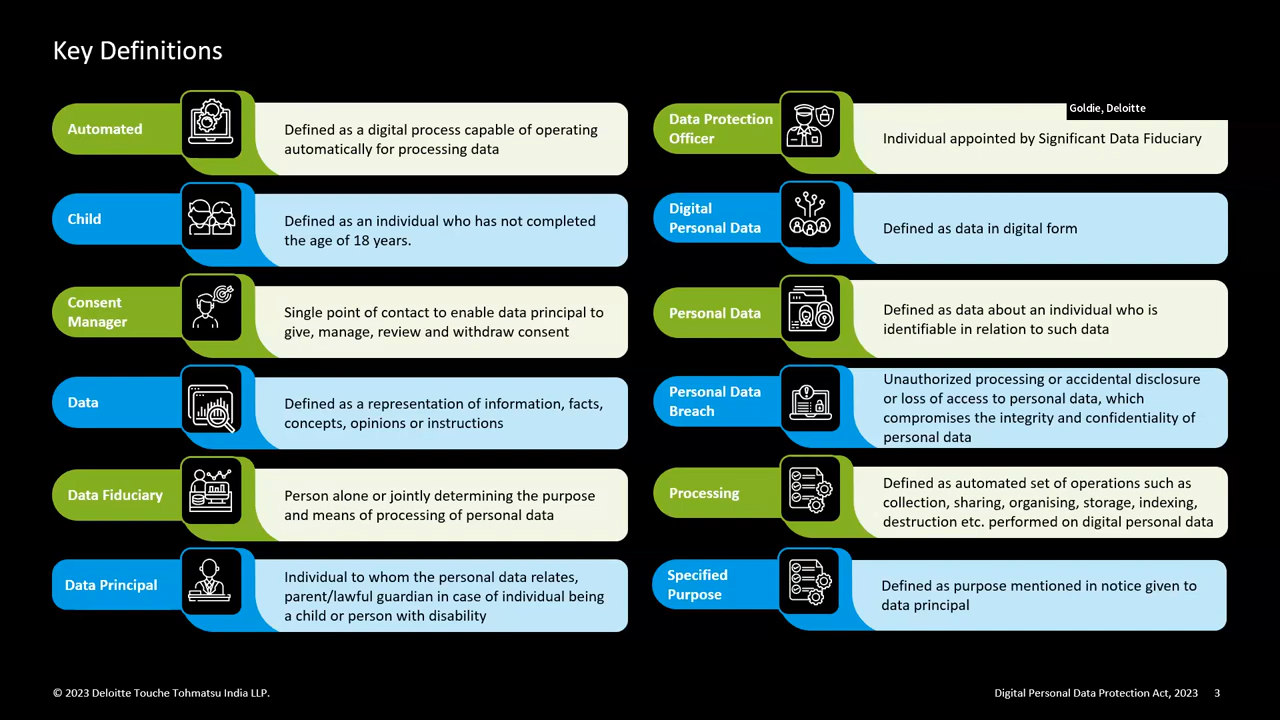 Key Definitions
Automated
Defined as a digital process capable of operating
automatically for processing data
Child
Defined as an individual who has not completed
the age of 18 years.
Consent
Manager
Single point of contact to enable data principal to
give, manage, review and withdraw consent
Data
Defined as a representation of information, facts,
concepts, opinions or instructions
Data Fiduciary
Person alone or jointly determining the purpose
and means of processing of personal data
Data Principal
Individual to whom the personal data relates,
parent/lawful guardian in case of individual being
a child or person with disability
Goldie, Deloitte
Data Protection
Officer
Individual appointed by Significant Data Fiduciary
Digital
Personal Data
Defined as data in digital form
Personal Data
Defined as data about an individual who is
identifiable in relation to such data
Personal Data
Breach
Unauthorized processing or accidental disclosure
or loss of access to personal data, which
compromises the integrity and confidentiality of
personal data
Processing
Defined as automated set of operations such as
collection, sharing, organising, storage, indexing,
destruction etc. performed on digital personal data
Specified
Purpose
Defined as purpose mentioned in notice given to
data principal
© 2023 Deloitte Touche Tohmatsu India LLP.
Digital Personal Data Protection Act, 2023 3